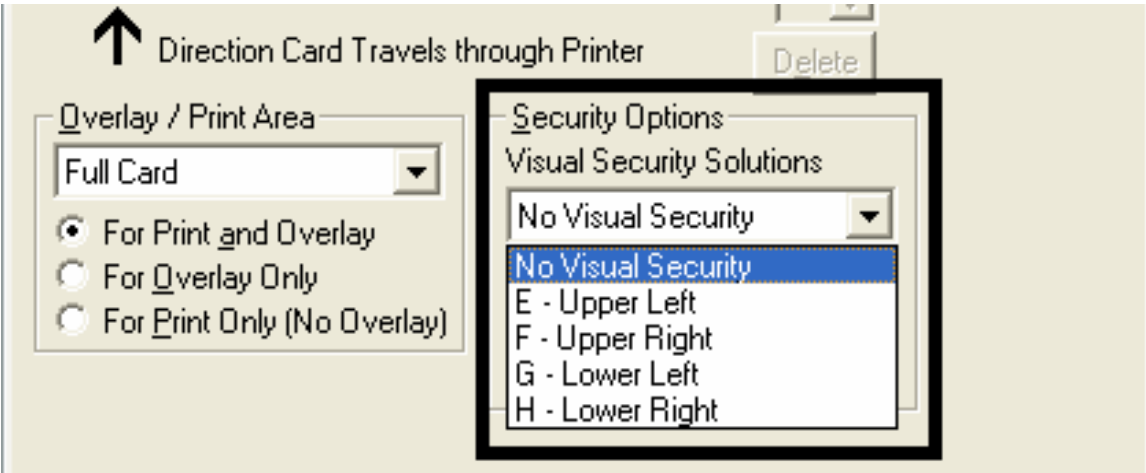 Direction Card Travels through Printer
Delete
Overlay / Print Area
Full Card
For Print and Overlay
For Overlay Only
For Print Only (No Overlay)
Security Options
Visual Security Solutions
No Visual Security
No Visual Security
E - Upper Left
F - Upper Right
G - Lower Left
H - Lower Right